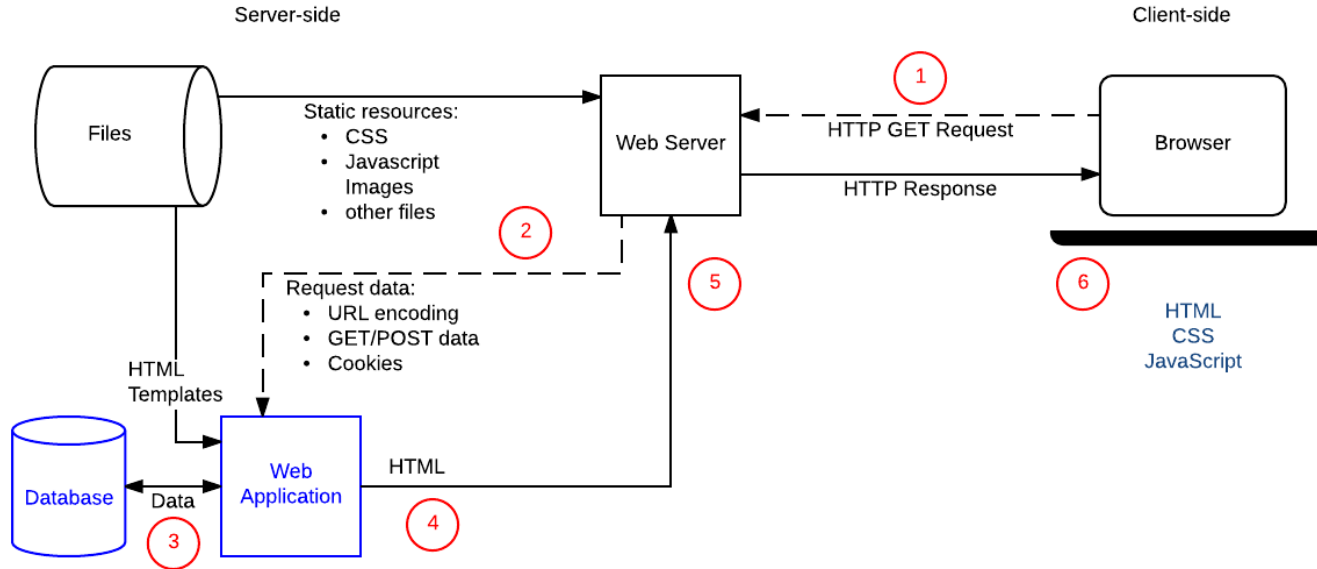 Server-side
Client-side
1
Files
Static resources:
• CSS
• Javascript
Images
• other files
Web Server
HTTP GET Request
HTTP Response
Browser
2
5
6
Request data:
• URL encoding
• GET/POST data
• Cookies
HTML
CSS
JavaScript
HTML
Templates
Database
Data
3
Web
Application
HTML
4